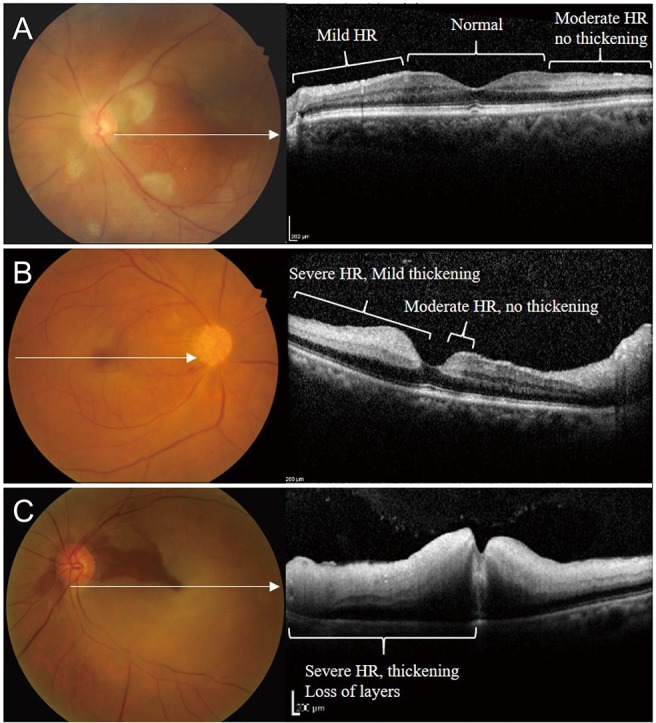 A
Mild HR
Normal
Moderate HR
no thickening
200 µm
B
Severe HR, Mild thickening
Moderate HR, no thickening
200 µm
C
Severe HR, thickening
Loss of layers
200 µm